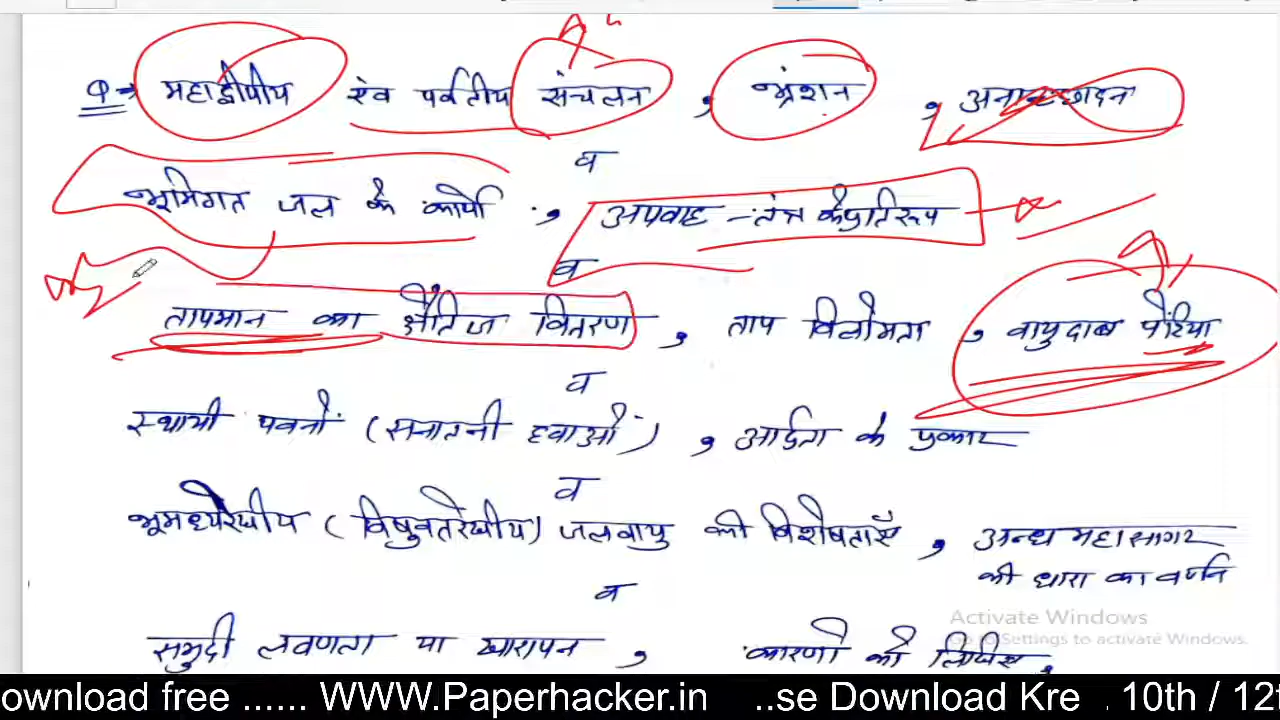 Q→ महाद्वीपीय एंव पर्वतीय संचलन , भ्रंशन , अनाच्छादन
व
भूमिगत जल के कार्यो , अपवाह - तंत्र के प्रतिरूप
व
तापमान का क्षैतिज वितरण , ताप विलोमता , वायुदाब पेंटिया
व
स्थायी पवनों (सनातनी हवाओं) , आर्द्रता के प्रकार
व
भूमध्यरेखीय (विषुवतरेखीय) जलवायु की विशेषताएँ , अन्ध महासागर
की धारा का वर्णन
व
समुद्री लवणता या खारापन , कारणो को लिखिए ,
Activate Windows
Go to Settings to activate Windows.
ownload free ...... WWW.Paperhacker.in ..se Download Kre . 10th / 12